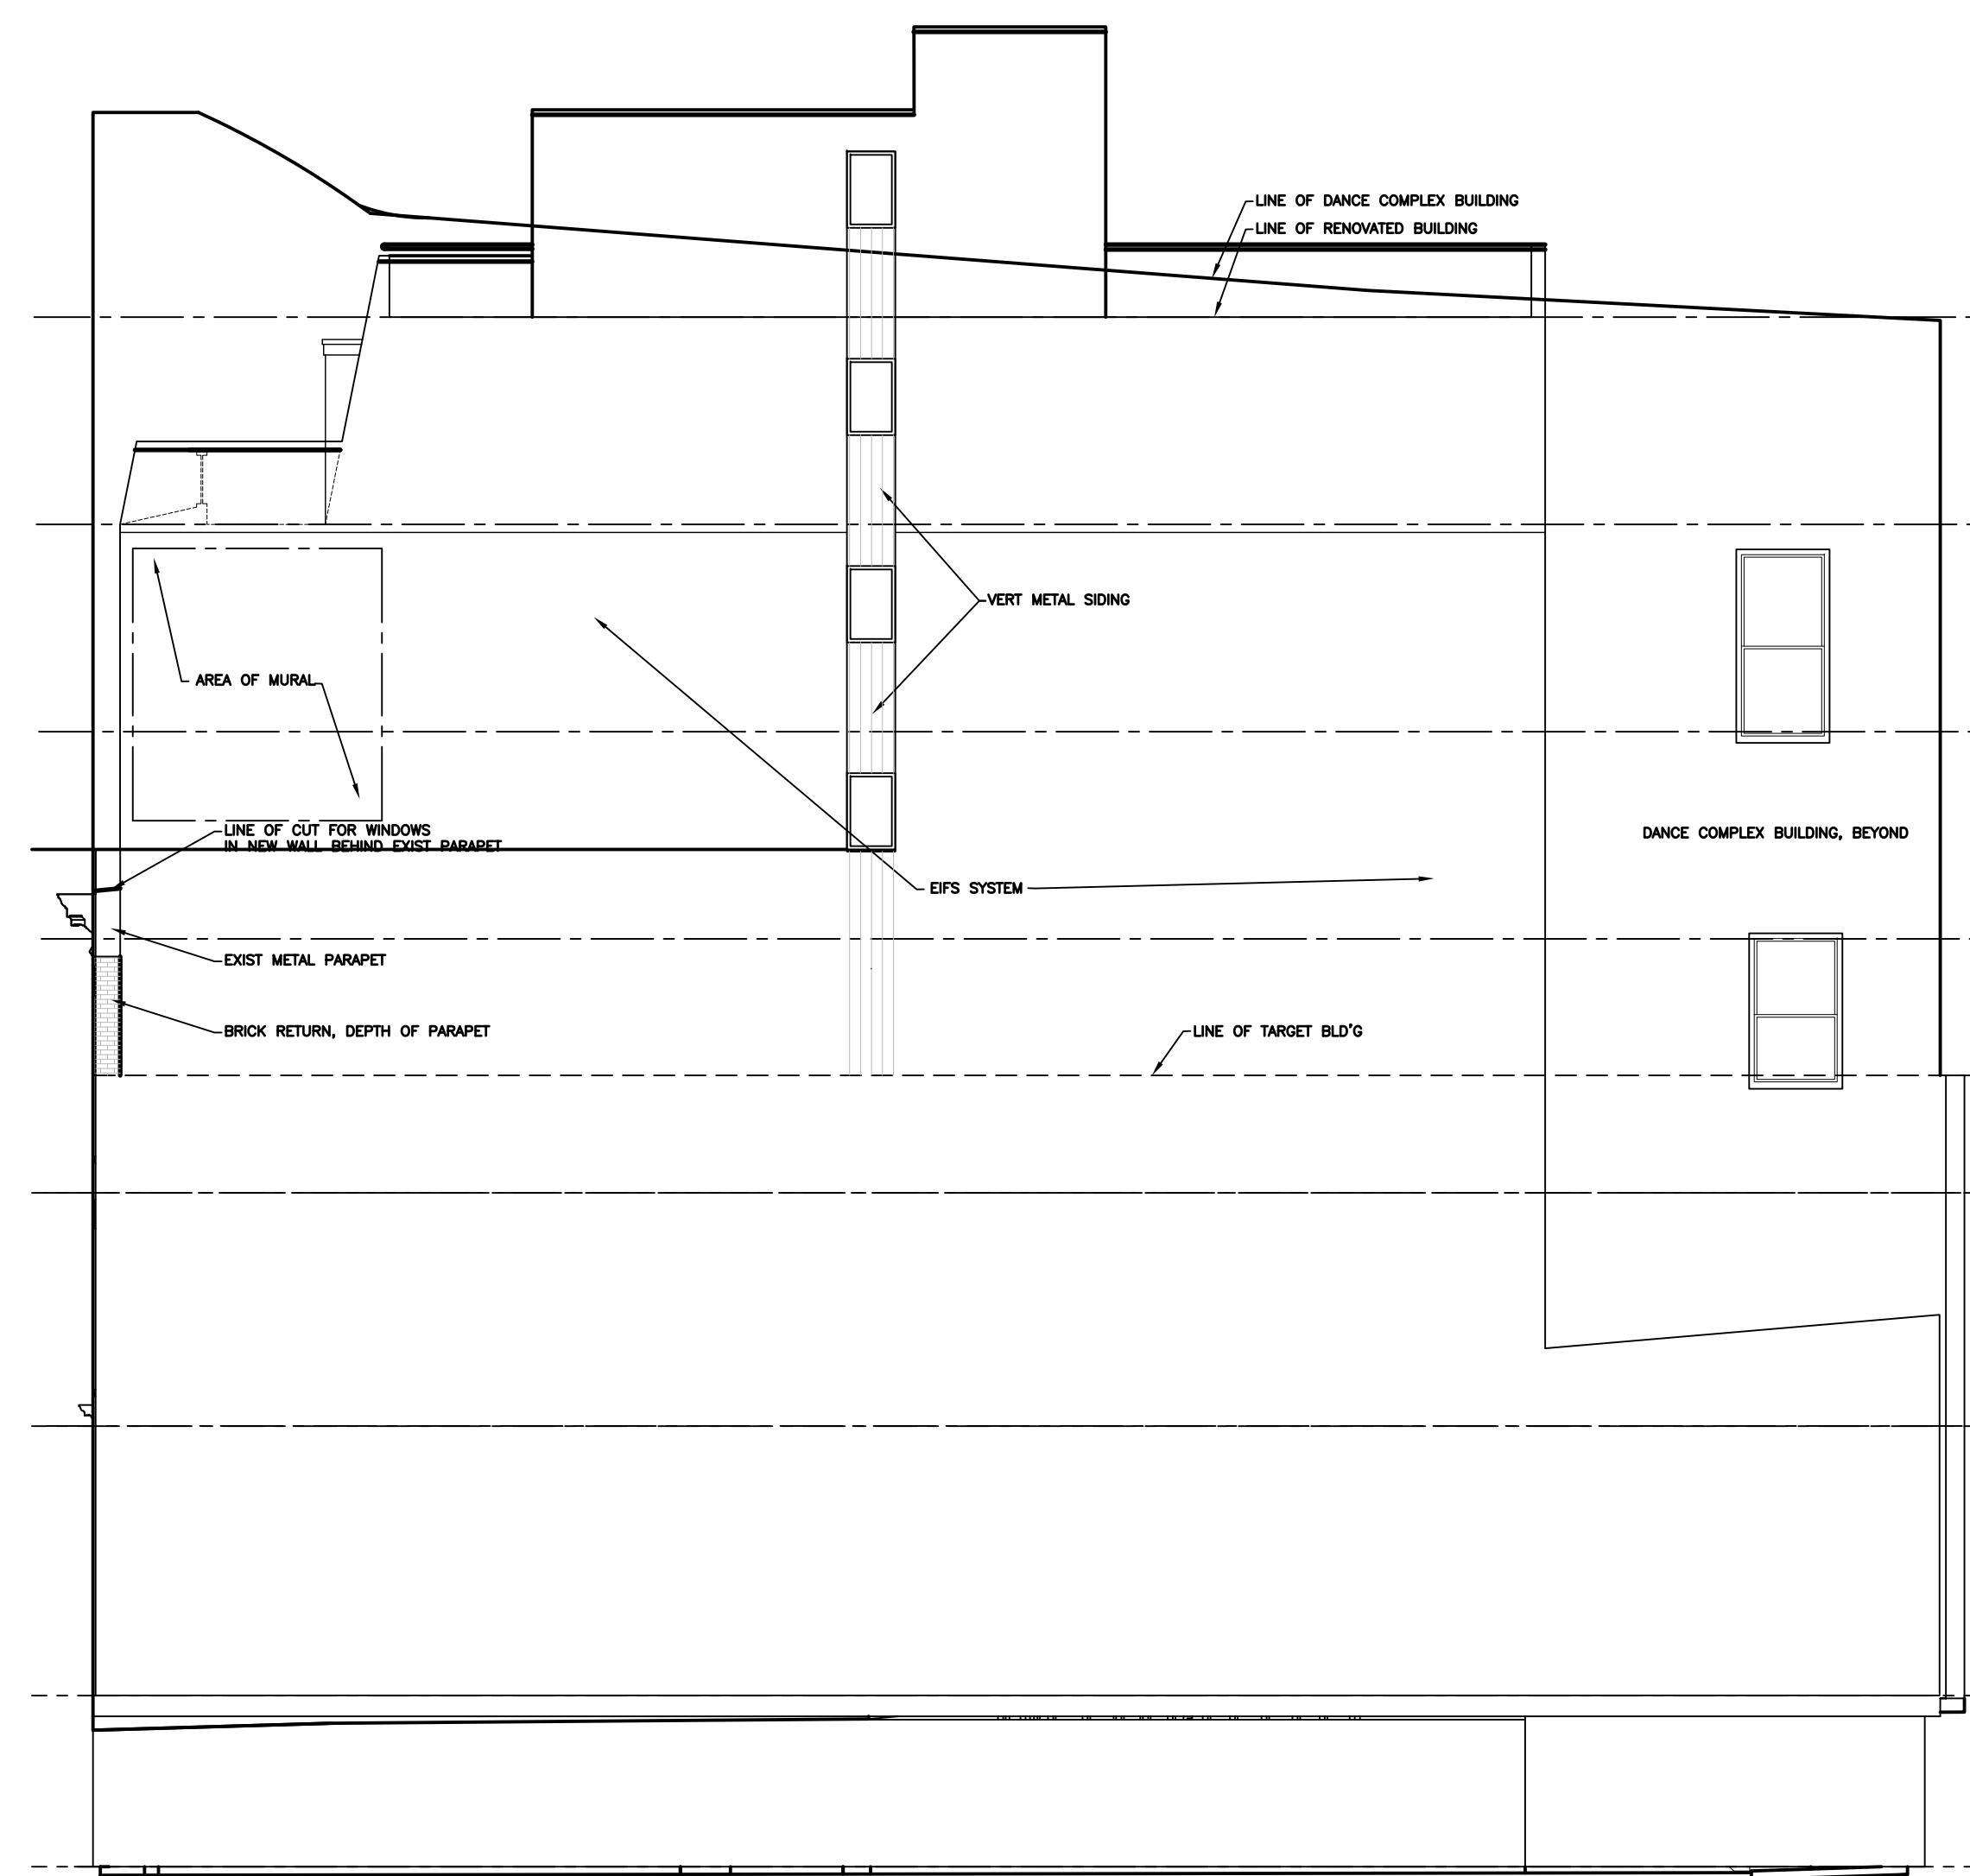 LINE OF DANCE COMPLEX BUILDING
LINE OF RENOVATED BUILDING
VERT METAL SIDING
AREA OF MURAL
LINE OF CUT FOR WINDOWS
IN NEW WALL BEHIND EXIST PARAPET
DANCE COMPLEX BUILDING, BEYOND
EIFS SYSTEM
EXIST METAL PARAPET
BRICK RETURN, DEPTH OF PARAPET
LINE OF TARGET BLD'G